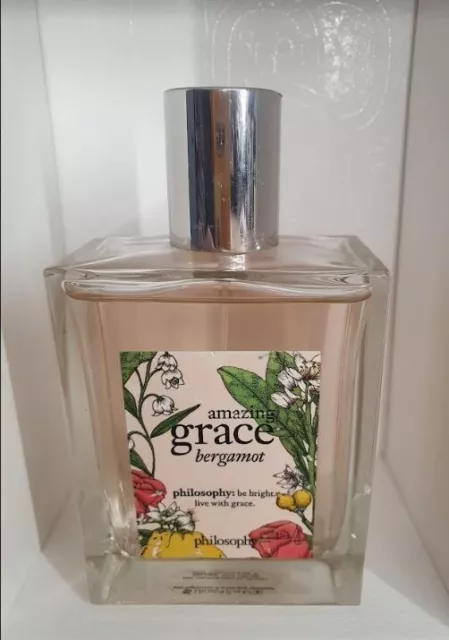 amazing
grace
bergamot
philosophy: be bright,
live with grace.
philosophy